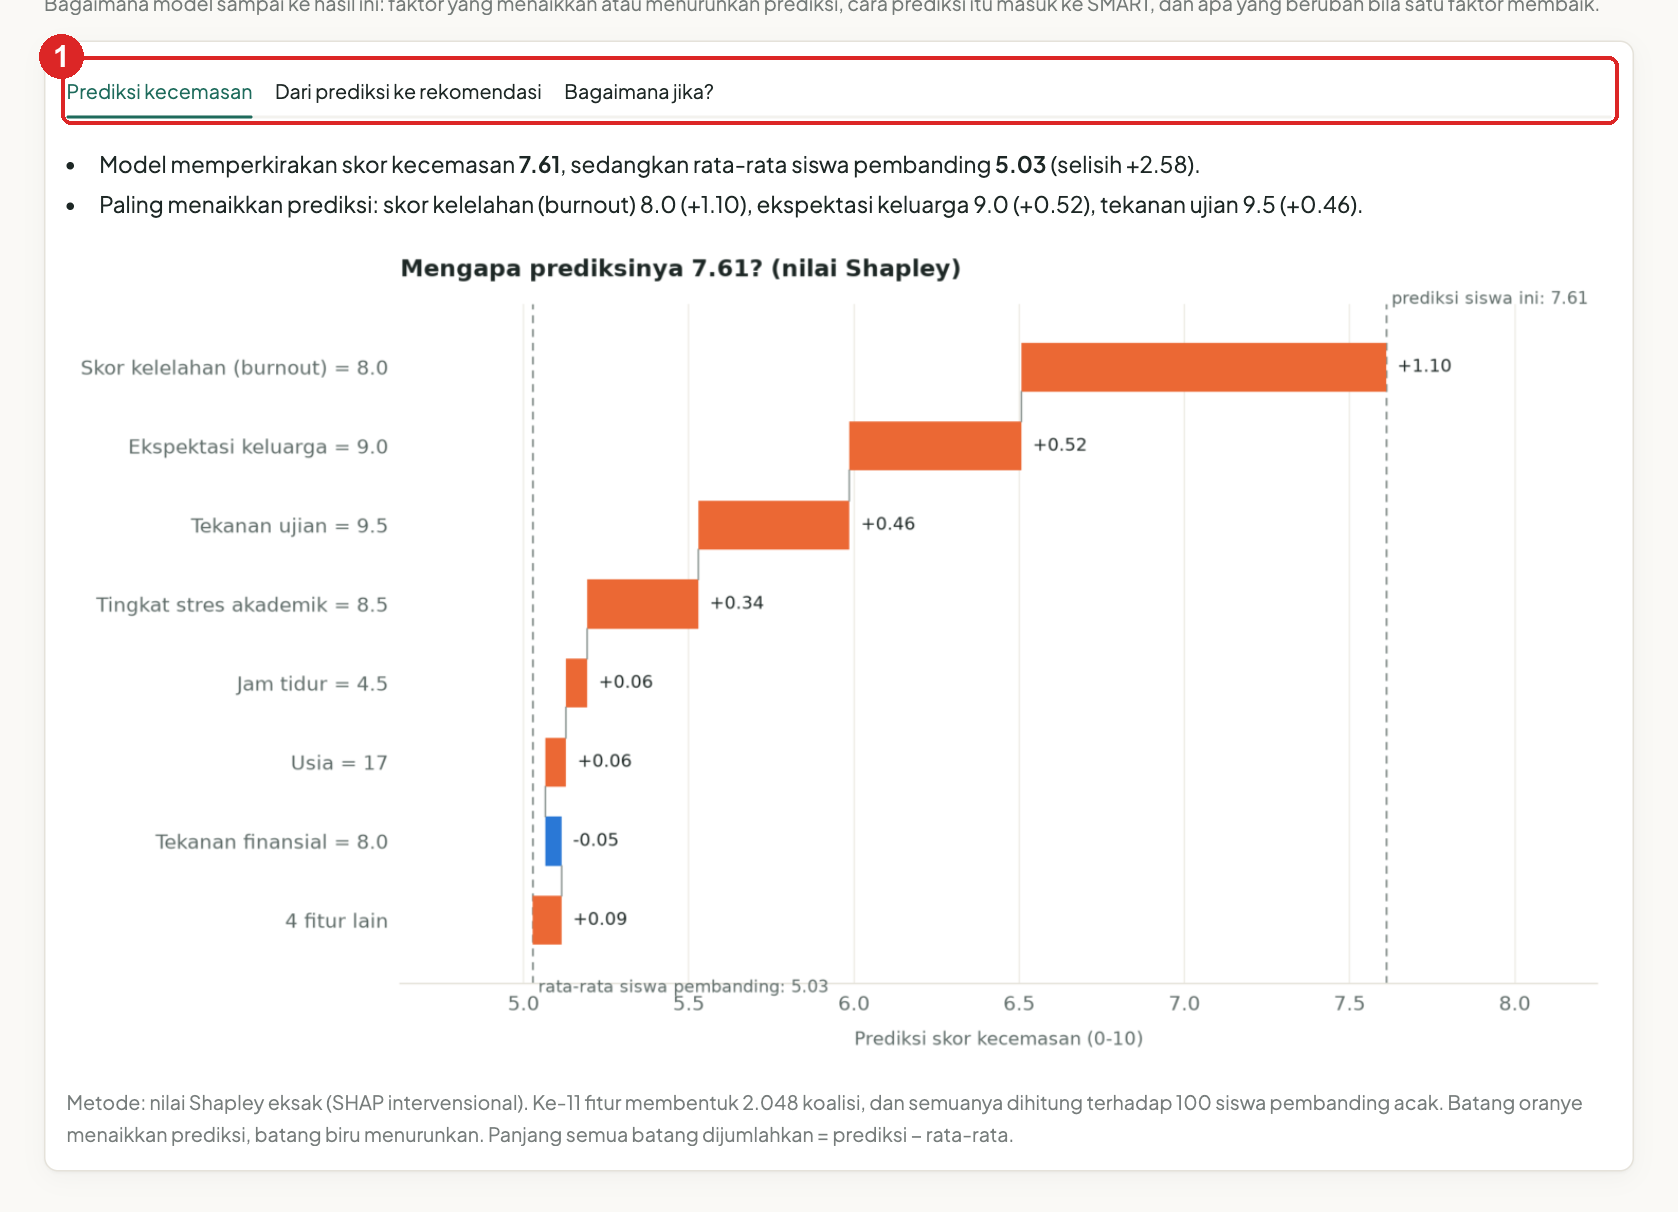 Bagaimana model sampai ke hasil ini: faktor yang menaikkan atau menurunkan prediksi, cara prediksi itu masuk ke SMART, dan apa yang berubah bila satu faktor membaik.
1
Prediksi kecemasan Dari prediksi ke rekomendasi Bagaimana jika?
• Model memperkirakan skor kecemasan 7.61, sedangkan rata-rata siswa pembanding 5.03 (selisih +2.58).
• Paling menaikkan prediksi: skor kelelahan (burnout) 8.0 (+1.10), ekspektasi keluarga 9.0 (+0.52), tekanan ujian 9.5 (+0.46).
Mengapa prediksinya 7.61? (nilai Shapley)
prediksi siswa ini: 7.61
Skor kelelahan (burnout) = 8.0 +1.10
Ekspektasi keluarga = 9.0 +0.52
Tekanan ujian = 9.5 +0.46
Tingkat stres akademik = 8.5 +0.34
Jam tidur = 4.5 +0.06
Usia = 17 +0.06
Tekanan finansial = 8.0 -0.05
4 fitur lain +0.09
rata-rata siswa pembanding: 5.03
5.0 5.5 6.0 6.5 7.0 7.5 8.0
Prediksi skor kecemasan (0-10)
Metode: nilai Shapley eksak (SHAP intervensional). Ke-11 fitur membentuk 2.048 koalisi, dan semuanya dihitung terhadap 100 siswa pembanding acak. Batang oranye
menaikkan prediksi, batang biru menurunkan. Panjang semua batang dijumlahkan = prediksi – rata-rata.